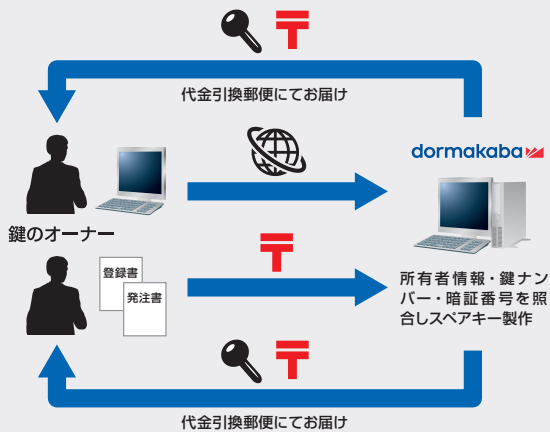 代金引換郵便にてお届け
dormakaba
鍵のオーナー
登録書
発注書
所有者情報・鍵ナン
バー・暗証番号を照
合しスペアキー製作
代金引換郵便にてお届け